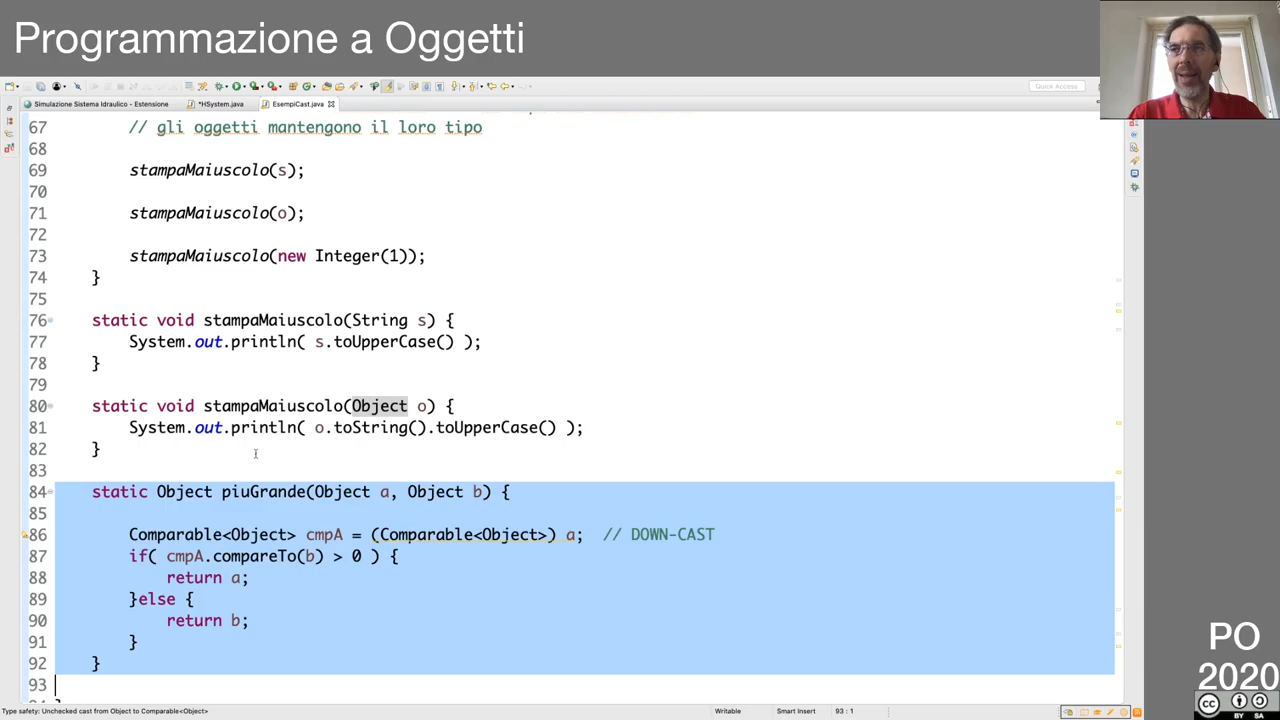 Programmazione a Oggetti
Quick Access
Simulazione Sistema Idraulico - Estensione
*HSystem.java
EsempiCast.java
67 // gli oggetti mantengono il loro tipo
68
69 stampaMaiuscolo(s);
70
71 stampaMaiuscolo(o);
72
73 stampaMaiuscolo(new Integer(1));
74 }
75
76 static void stampaMaiuscolo(String s) {
77 System.out.println( s.toUpperCase() );
78 }
79
80 static void stampaMaiuscolo(Object o) {
81 System.out.println( o.toString().toUpperCase() );
82 }
83
84 static Object piuGrande(Object a, Object b) {
85
86 Comparable<Object> cmpA = (Comparable<Object>) a; // DOWN-CAST
87 if( cmpA.compareTo(b) > 0 ) {
88 return a;
89 }else {
90 return b;
91 }
92 }
93
Type safety: Unchecked cast from Object to Comparable<Object>
Writable
Smart Insert
93 : 1
PO
2020
cc
BY SA